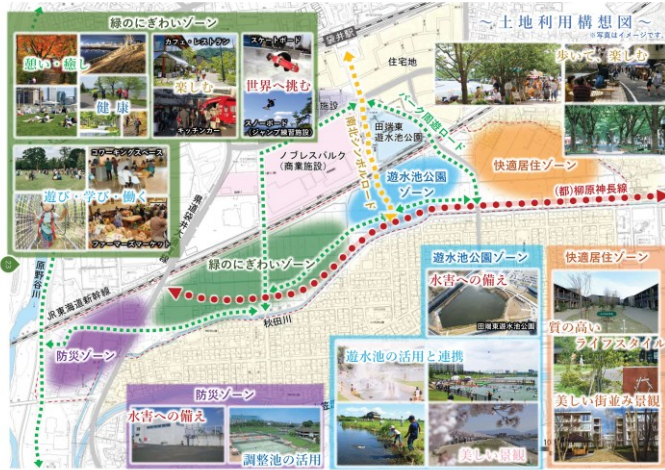 ～土地利用構想図～
※写真はイメージです。
緑のにぎわいゾーン
憩い・癒し
健康
カフェ・レストラン
楽しむ
キッチンカー
スケートボード
世界へ挑む
スノーボード
（ジャンプ練習施設）
コワーキングスペース
遊び・学び・働く
ファーマーズマーケット
袋井駅
住宅地
歩いて、楽しむ
パーク周遊ロード
田端東
遊水池公園
ノブレスパルク
（商業施設）
遊水池公園
ゾーン
快適居住ゾーン
(都)柳原神長線
緑のにぎわいゾーン
原野谷川
JR東海道新幹線
秋田川
防災ゾーン
防災ゾーン
水害への備え
調整池の活用
遊水池公園ゾーン
水害への備え
田端東遊水池公園
遊水池の活用と連携
美しい景観
快適居住ゾーン
質の高い
ライフスタイル
美しい街並み景観